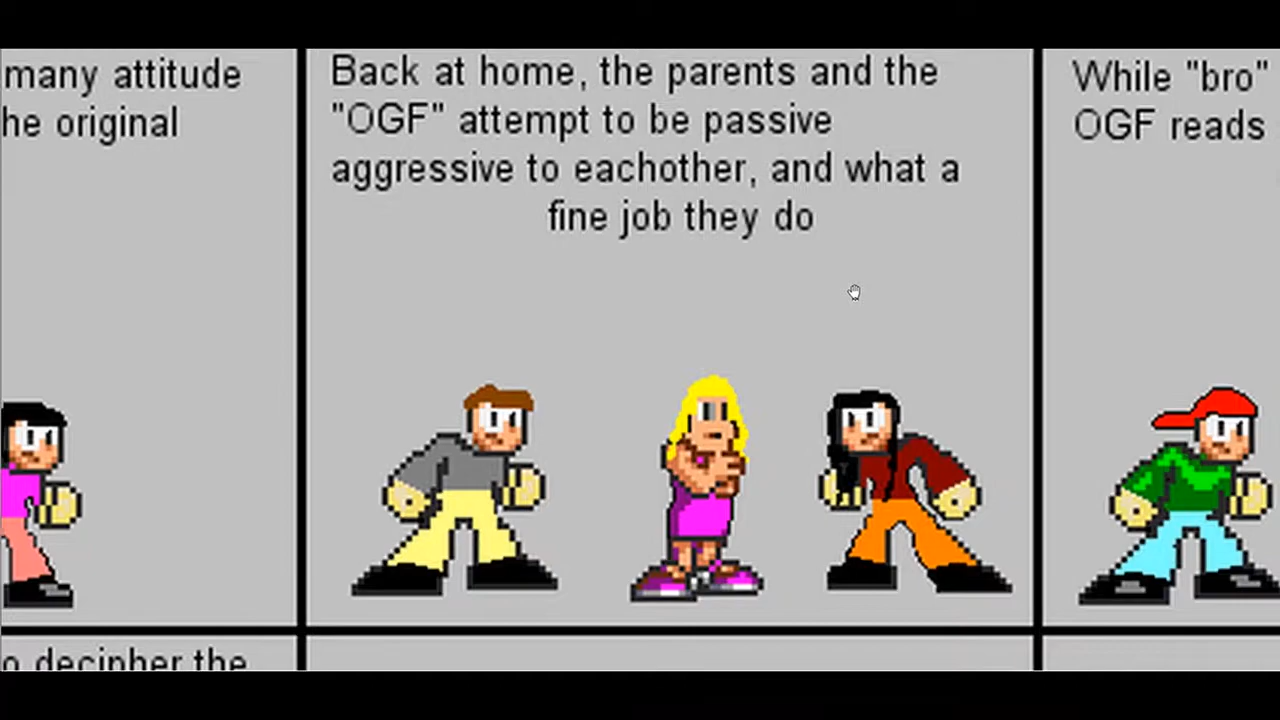 many attitude
he original
Back at home, the parents and the
"OGF" attempt to be passive
aggressive to eachother, and what a
fine job they do
While "bro"
OGF reads
o decipher the